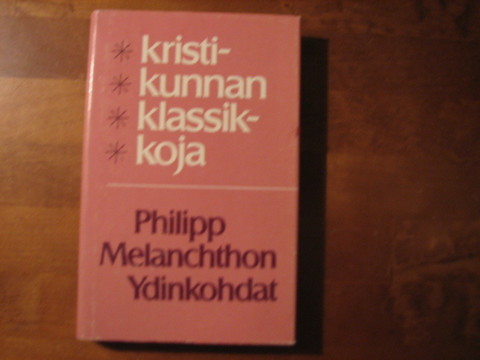 * kristi-
* kunnan
* klassik-
* koja
Philipp
Melanchthon
Ydinkohdat